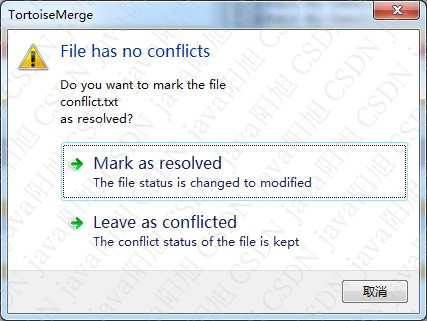 TortoiseMerge
File has no conflicts
Do you want to mark the file
conflict.txt
as resolved?
Mark as resolved
The file status is changed to modified
Leave as conflicted
The conflict status of the file is kept
取消
CSDN java阳旭